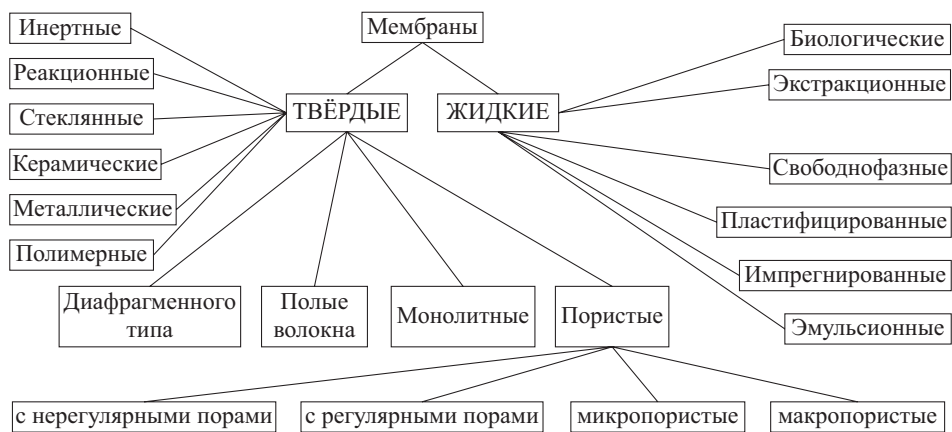 Мембраны
Инертные
Реакционные
Стеклянные
Керамические
Металлические
Полимерные
ТВЁРДЫЕ
ЖИДКИЕ
Биологические
Экстракционные
Свободнофазные
Пластифицированные
Импрегнированные
Эмульсионные
Диафрагменного
типа
Полые
волокна
Монолитные
Пористые
с нерегулярными порами
с регулярными порами
микропористые
макропористые